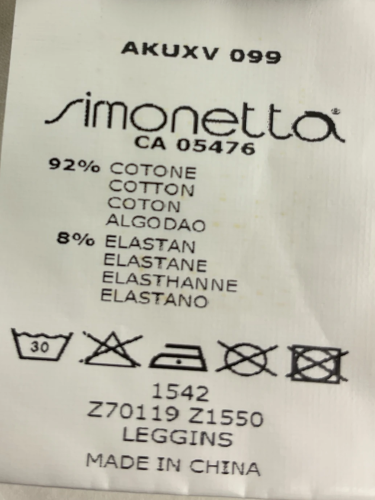 AKUXV 099
simonetta®
CA 05476
92% COTONE
COTTON
COTON
ALGODAO
8% ELASTAN
ELASTANE
ELASTHANNE
ELASTANO
30
1542
Z70119 Z1550
LEGGINS
MADE IN CHINA